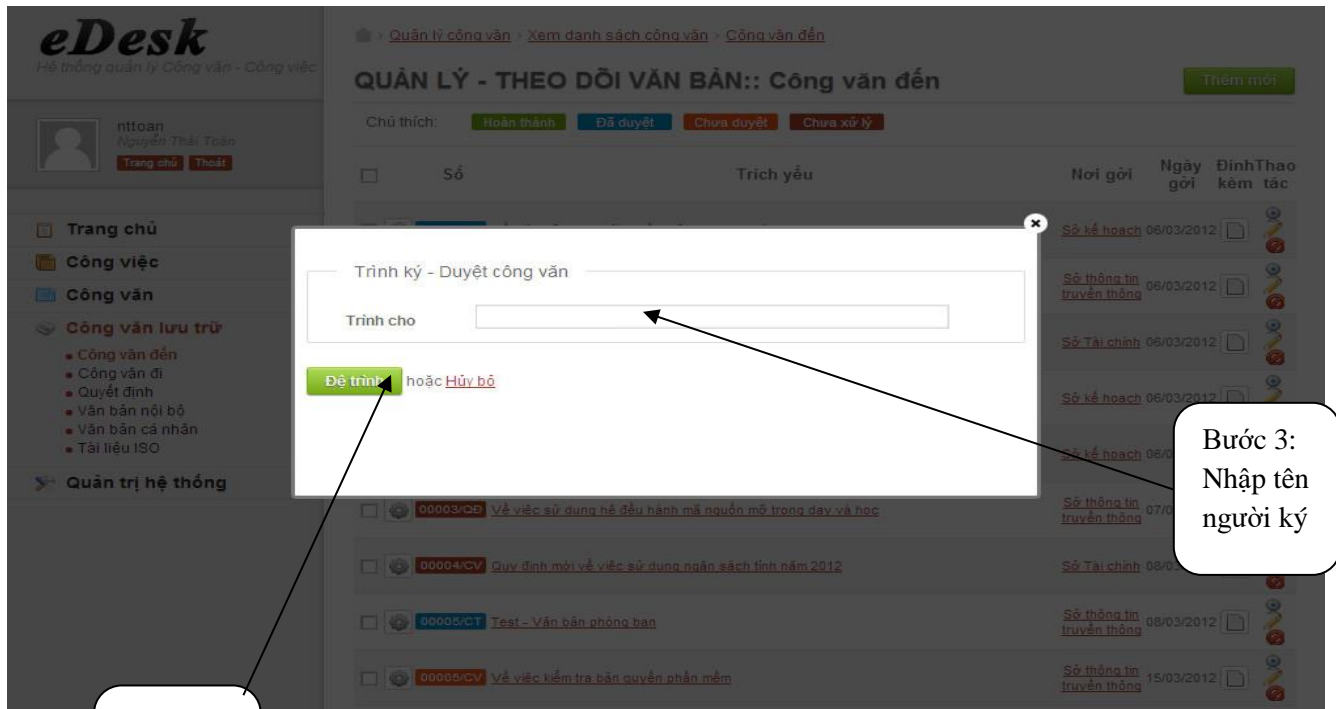 eDesk
Hệ thống quản lý Công văn - Công việc
nttoan
Nguyễn Thái Toàn
Trang chủ Thoát
Trang chủ
Công việc
Công văn
Công văn lưu trữ
Công văn đến
Công văn đi
Quyết định
Văn bản nội bộ
Văn bản cá nhân
Tài liệu ISO
Quản trị hệ thống
Quản lý công văn › Xem danh sách công văn › Công văn đến
QUẢN LÝ - THEO DÕI VĂN BẢN:: Công văn đến
Thêm mới
Chú thích: Hoàn thành Đã duyệt Chưa duyệt Chưa xử lý
Số Trích yếu Nơi gởi Ngày gởi Đính kèm Thao tác
Sở kế hoạch 06/03/2012
Sở thông tin truyền thông 06/03/2012
Sở Tài chính 06/03/2012
Sở kế hoạch 06/03/2012
Sở kế hoạch
Trình ký - Duyệt công văn
Trình cho
Đệ trình hoặc Hủy bỏ
00003/QĐ Về việc sử dụng hệ đều hành mã nguồn mỡ trong dạy và học Sở thông tin truyền thông
00004/CV Quy định mới về việc sử dụng ngân sách tỉnh năm 2012 Sở Tài chính
00005/CT Test - Văn bản phòng ban Sở thông tin truyền thông 08/03/2012
00005/CV Về việc kiểm tra bản quyền phần mềm Sở thông tin truyền thông 15/03/2012
Bước 3:
Nhập tên
người ký